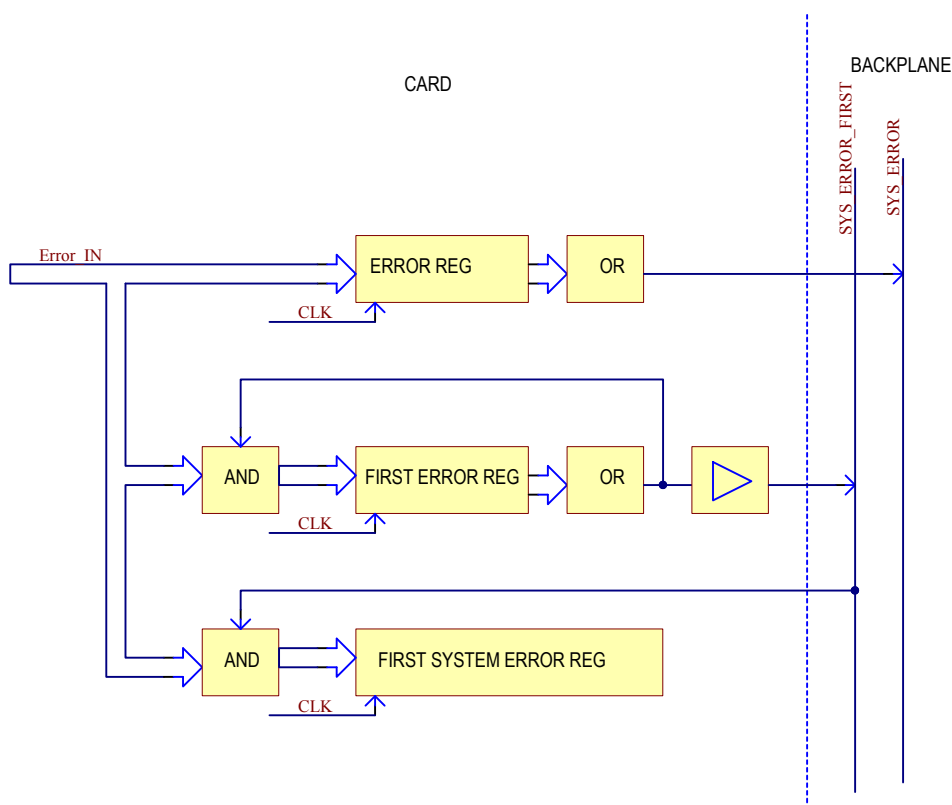 CARD
BACKPLANE
SYS_ERROR_FIRST
SYS_ERROR
Error_IN
ERROR REG
OR
CLK
AND
FIRST ERROR REG
OR
CLK
AND
FIRST SYSTEM ERROR REG
CLK